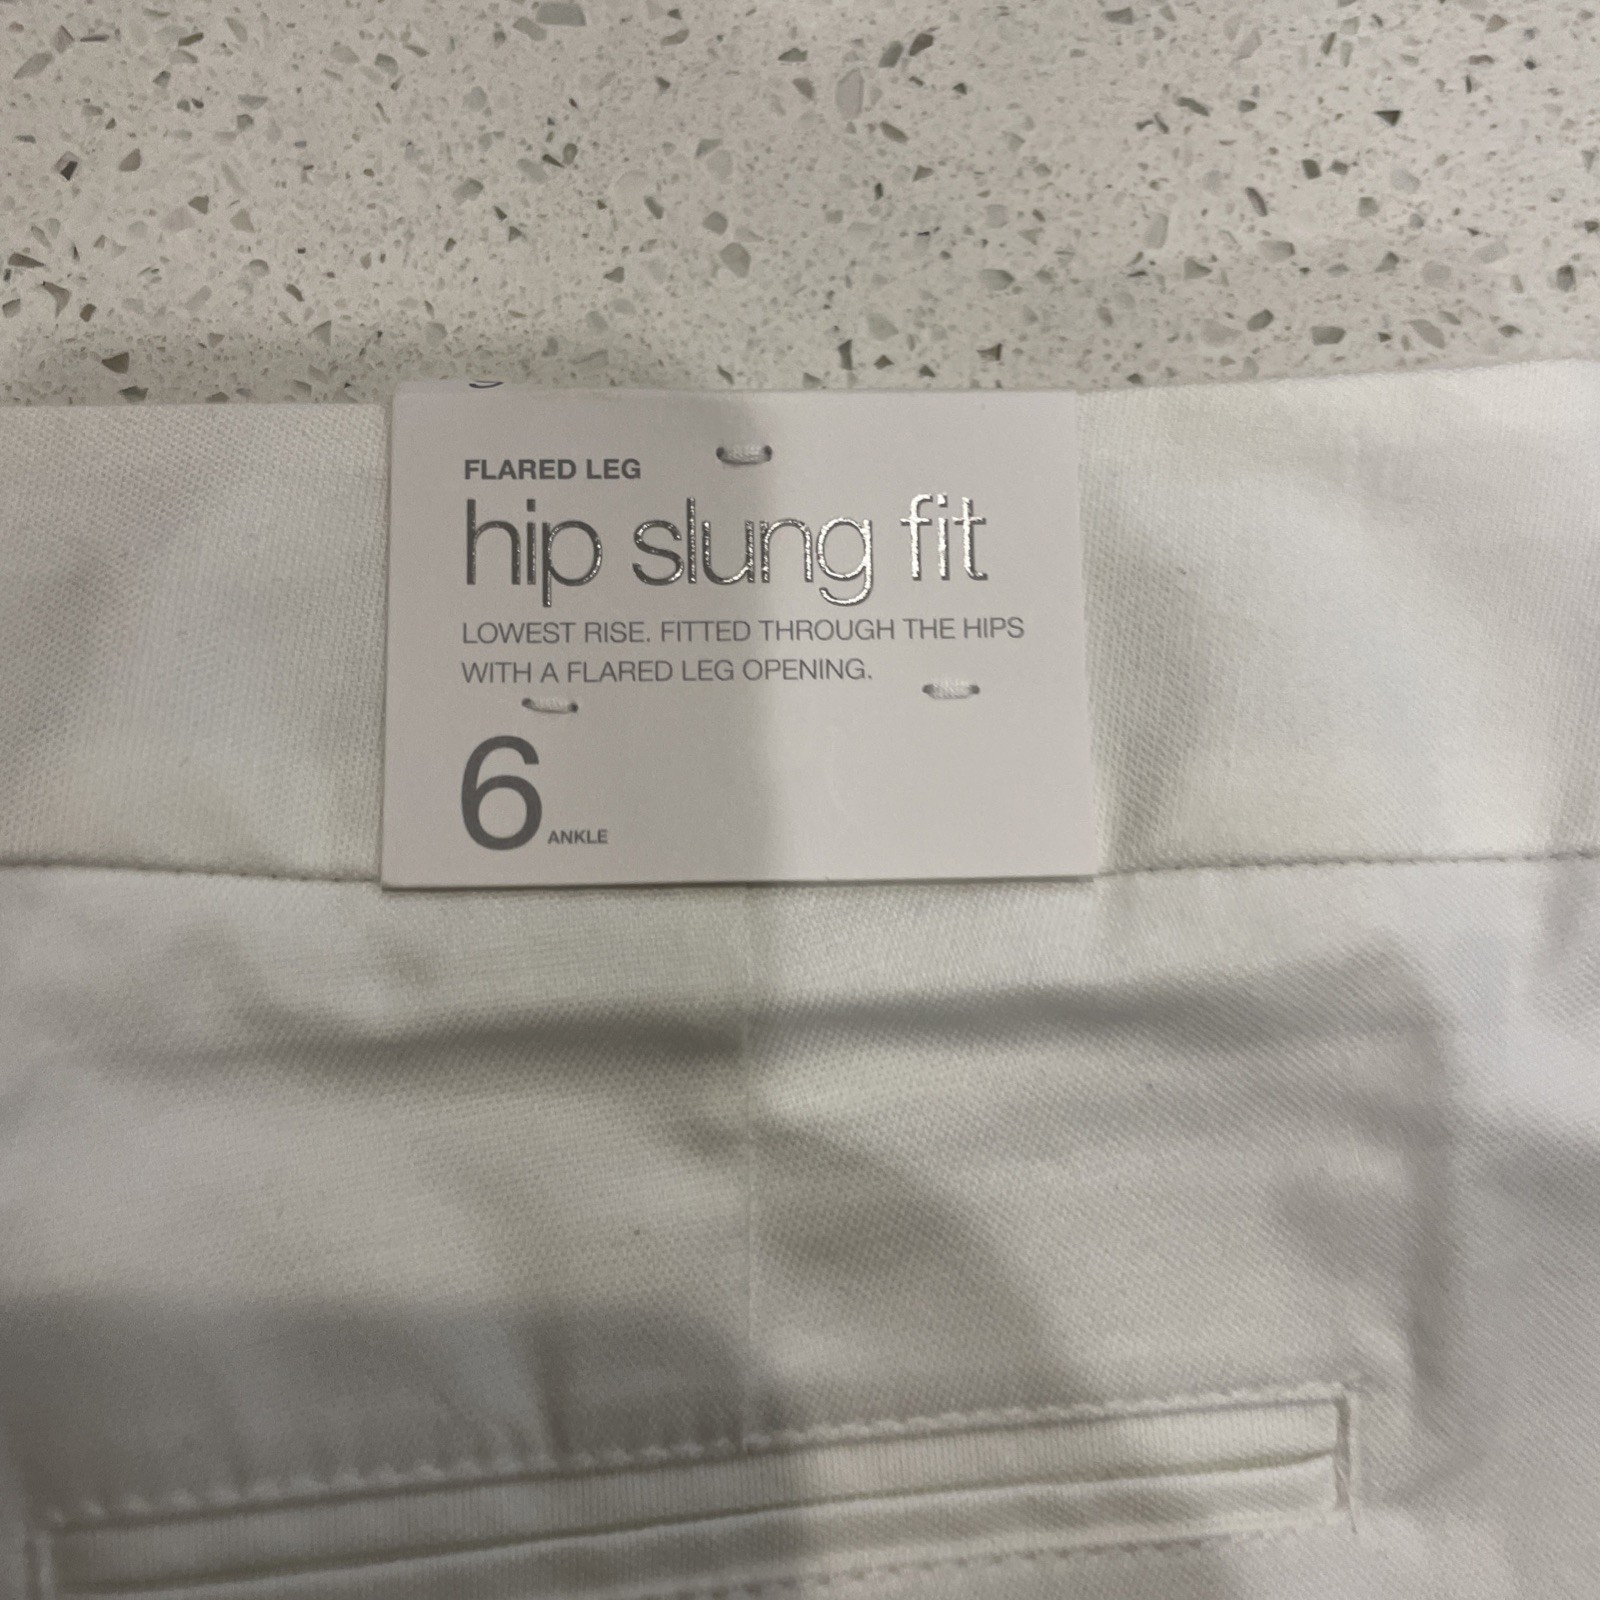 FLARED LEG
hip slung fit
LOWEST RISE. FITTED THROUGH THE HIPS
WITH A FLARED LEG OPENING.
6 ANKLE